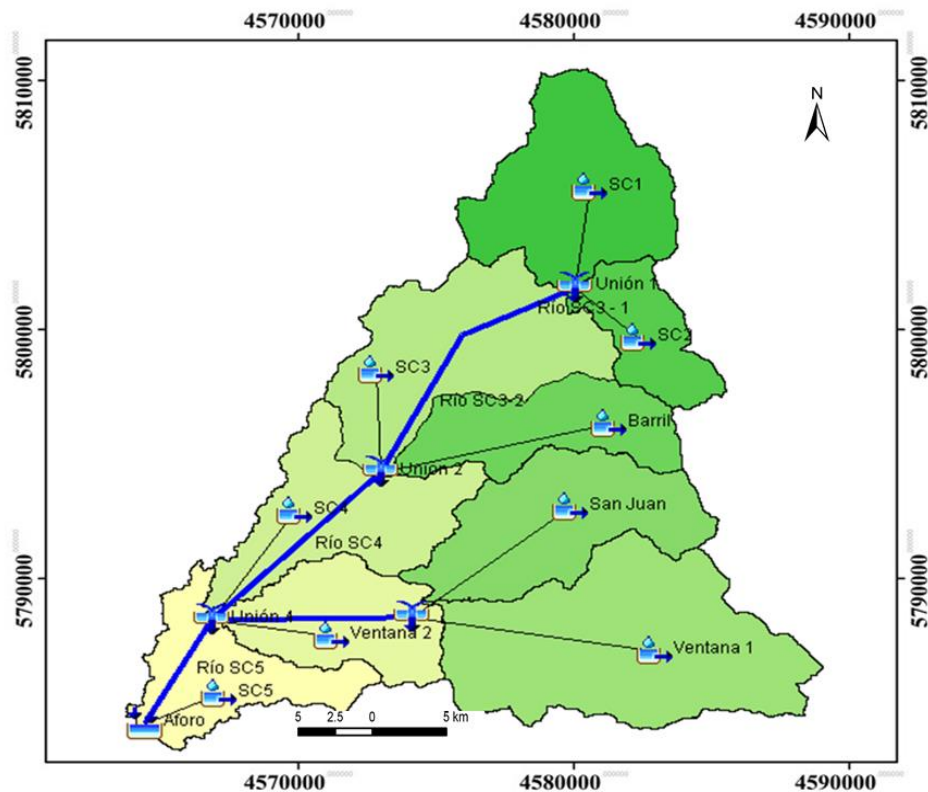 4570000 4580000 4590000
5810000 5810000
N
SC1
Unión 1
Río SC3 - 1
5800000 5800000
SC2
SC3
Río SC3-2
Barril
Unión 2
San Juan
SC4
Río SC4
5790000 5790000
Unión 4
Ventana 2
Ventana 1
Río SC5
SC5
Aforo
5 2.5 0 5 km
4570000 4580000 4590000